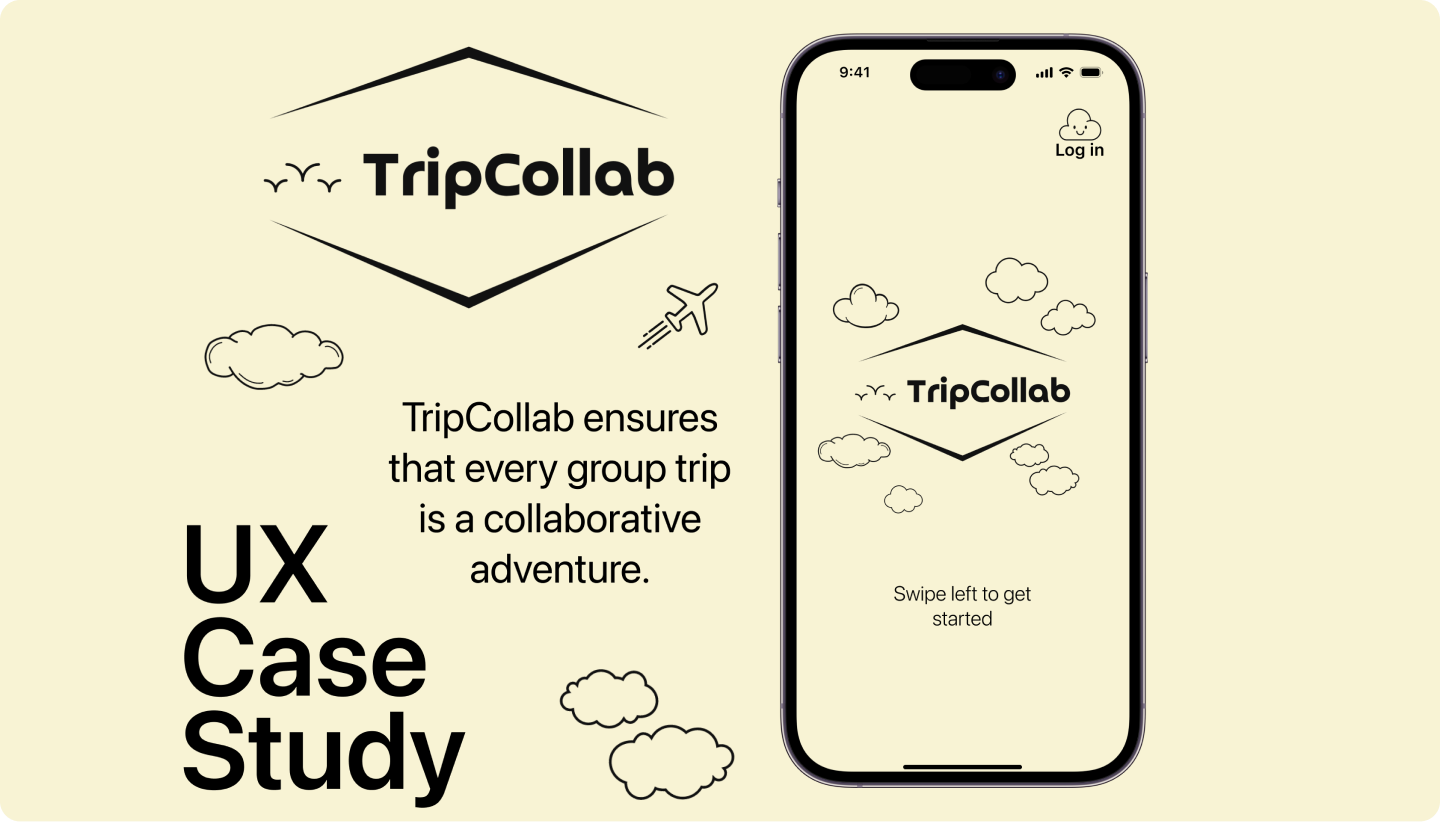 TripCollab
TripCollab ensures
that every group trip
is a collaborative
adventure.
UX
Case
Study
9:41
Log in
TripCollab
Swipe left to get
started